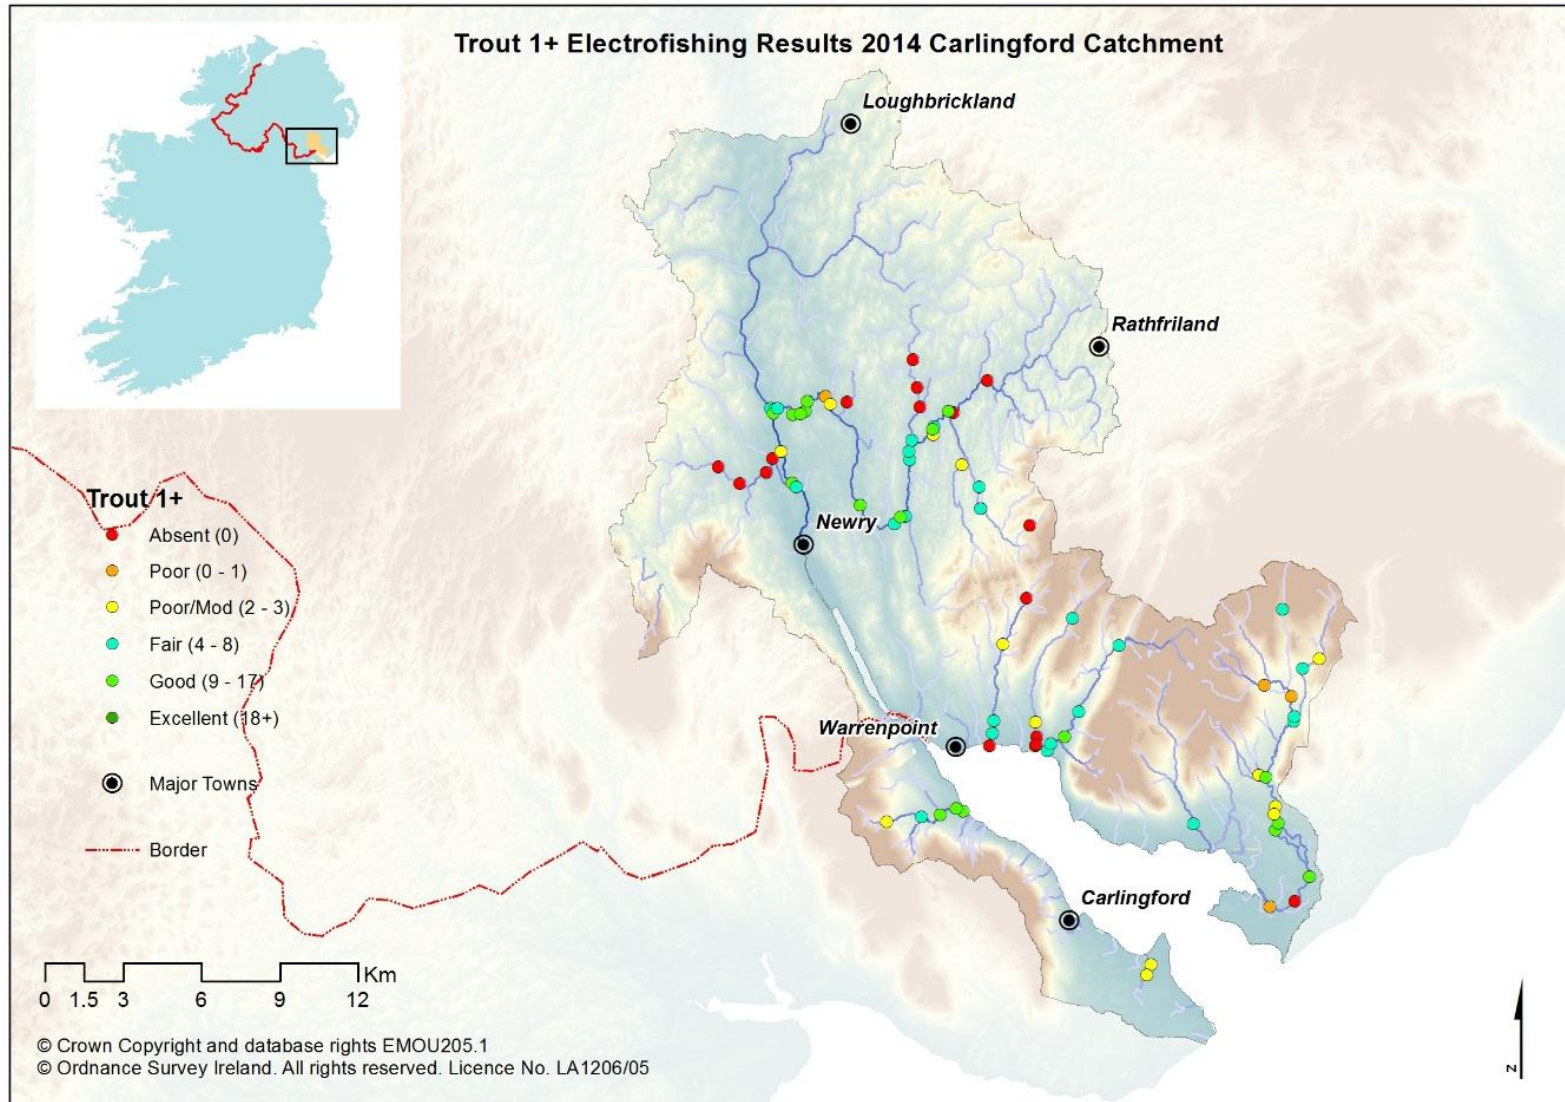 Trout 1+ Electrofishing Results 2014 Carlingford Catchment
Loughbrickland
Rathfriland
Newry
Warrenpoint
Carlingford
Trout 1+
Absent (0)
Poor (0 - 1)
Poor/Mod (2 - 3)
Fair (4 - 8)
Good (9 - 17)
Excellent (18+)
Major Towns
Border
Km
0 1.5 3 6 9 12
© Crown Copyright and database rights EMOU205.1
© Ordnance Survey Ireland. All rights reserved. Licence No. LA1206/05
N